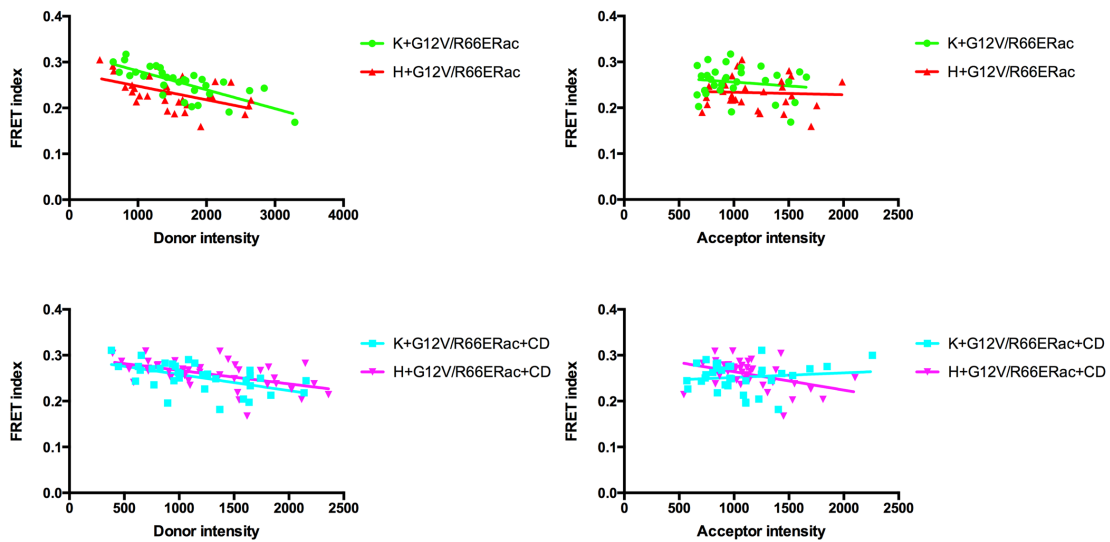 0.4
0.3
0.2
0.1
0.0
FRET index
0 1000 2000 3000 4000
Donor intensity
K+G12V/R66ERac
H+G12V/R66ERac
0.4
0.3
0.2
0.1
0.0
FRET index
0 500 1000 1500 2000 2500
Acceptor intensity
K+G12V/R66ERac
H+G12V/R66ERac
0.4
0.3
0.2
0.1
0.0
FRET index
500 1000 1500 2000 2500
Donor intensity
K+G12V/R66ERac+CD
H+G12V/R66ERac+CD
0.4
0.3
0.2
0.1
0.0
FRET index
0 500 1000 1500 2000 2500
Acceptor intensity
K+G12V/R66ERac+CD
H+G12V/R66ERac+CD